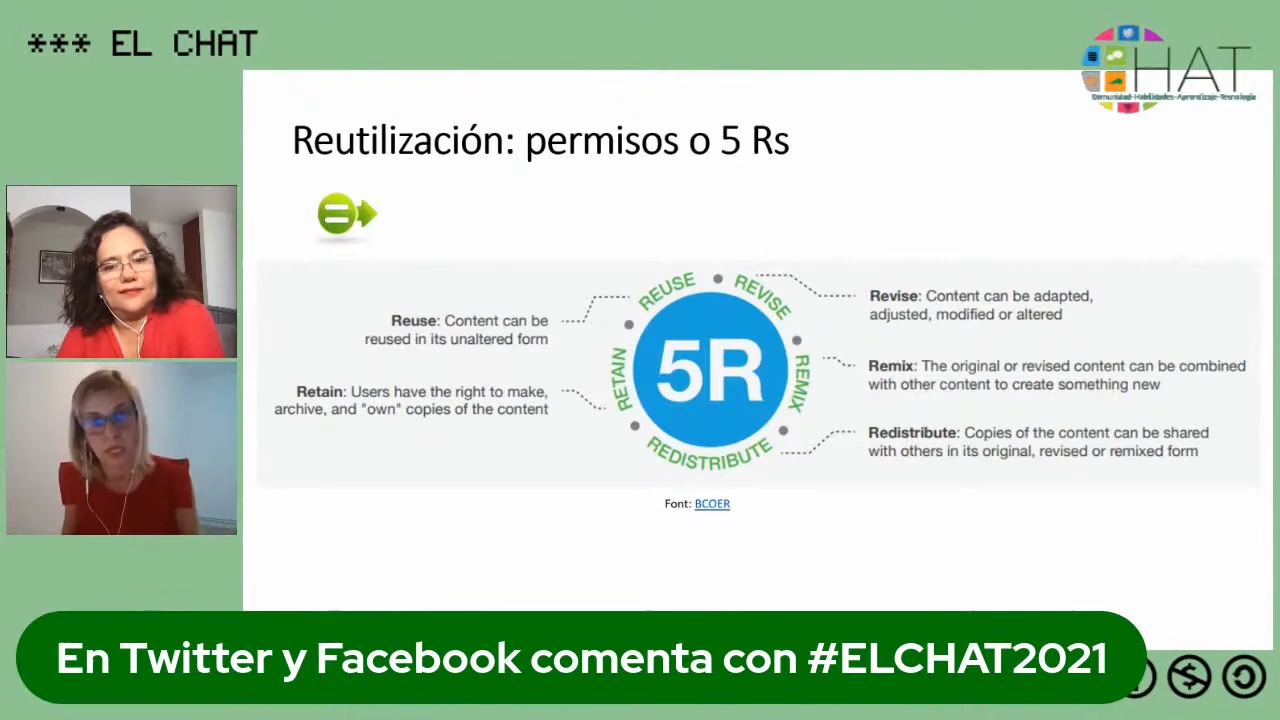 *** EL CHAT
HAT
Comunidad-Habilidades-Aprendizaje-Tecnología
Reutilización: permisos o 5 Rs
Reuse: Content can be
reused in its unaltered form
Retain: Users have the right to make,
archive, and "own" copies of the content
REUSE
REVISE
REMIX
REDISTRIBUTE
RETAIN
5R
Revise: Content can be adapted,
adjusted, modified or altered
Remix: The original or revised content can be combined
with other content to create something new
Redistribute: Copies of the content can be shared
with others in its original, revised or remixed form
Font: BCOER
En Twitter y Facebook comenta con #ELCHAT2021